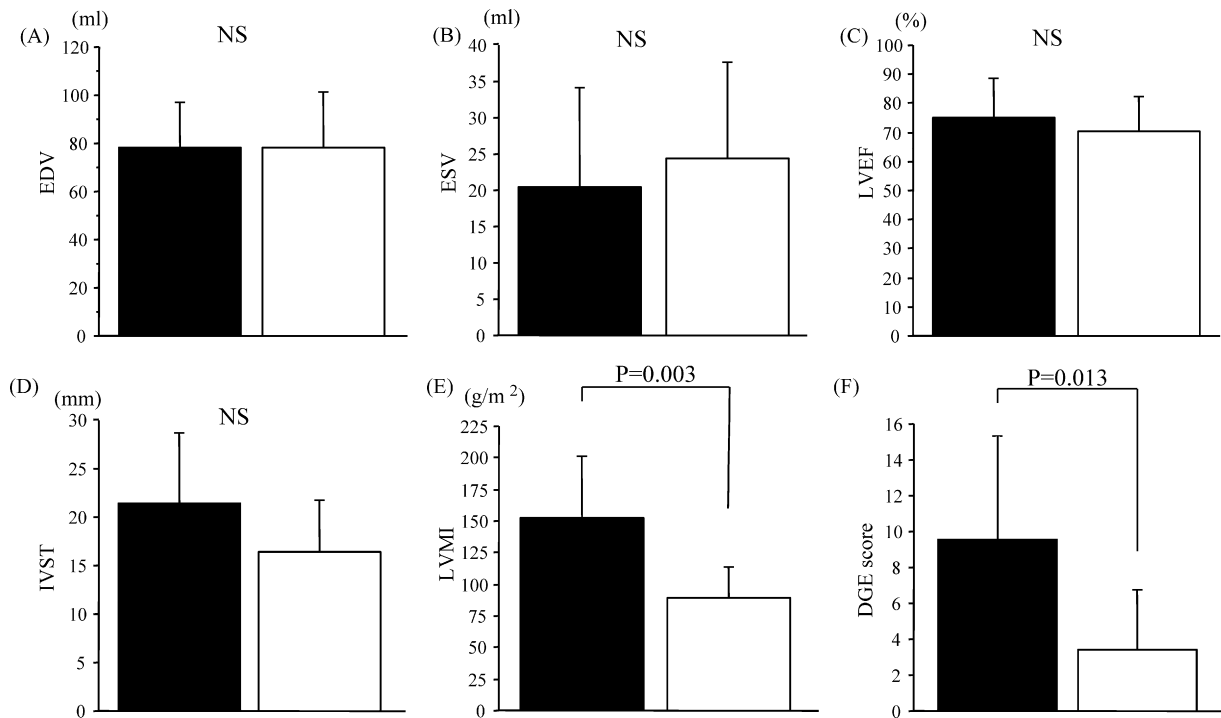 (A)
(ml)
NS
120
100
80
60
40
20
0
EDV
(B)
(ml)
NS
40
35
30
25
20
15
10
5
0
ESV
(C)
(%)
NS
100
90
80
70
60
50
40
30
20
10
0
LVEF
(D)
(mm)
NS
30
25
20
15
10
5
0
IVST
(E)
(g/m 2)
P=0.003
225
200
175
150
125
100
75
50
25
0
LVMI
(F)
P=0.013
16
14
12
10
8
6
4
2
0
DGE score